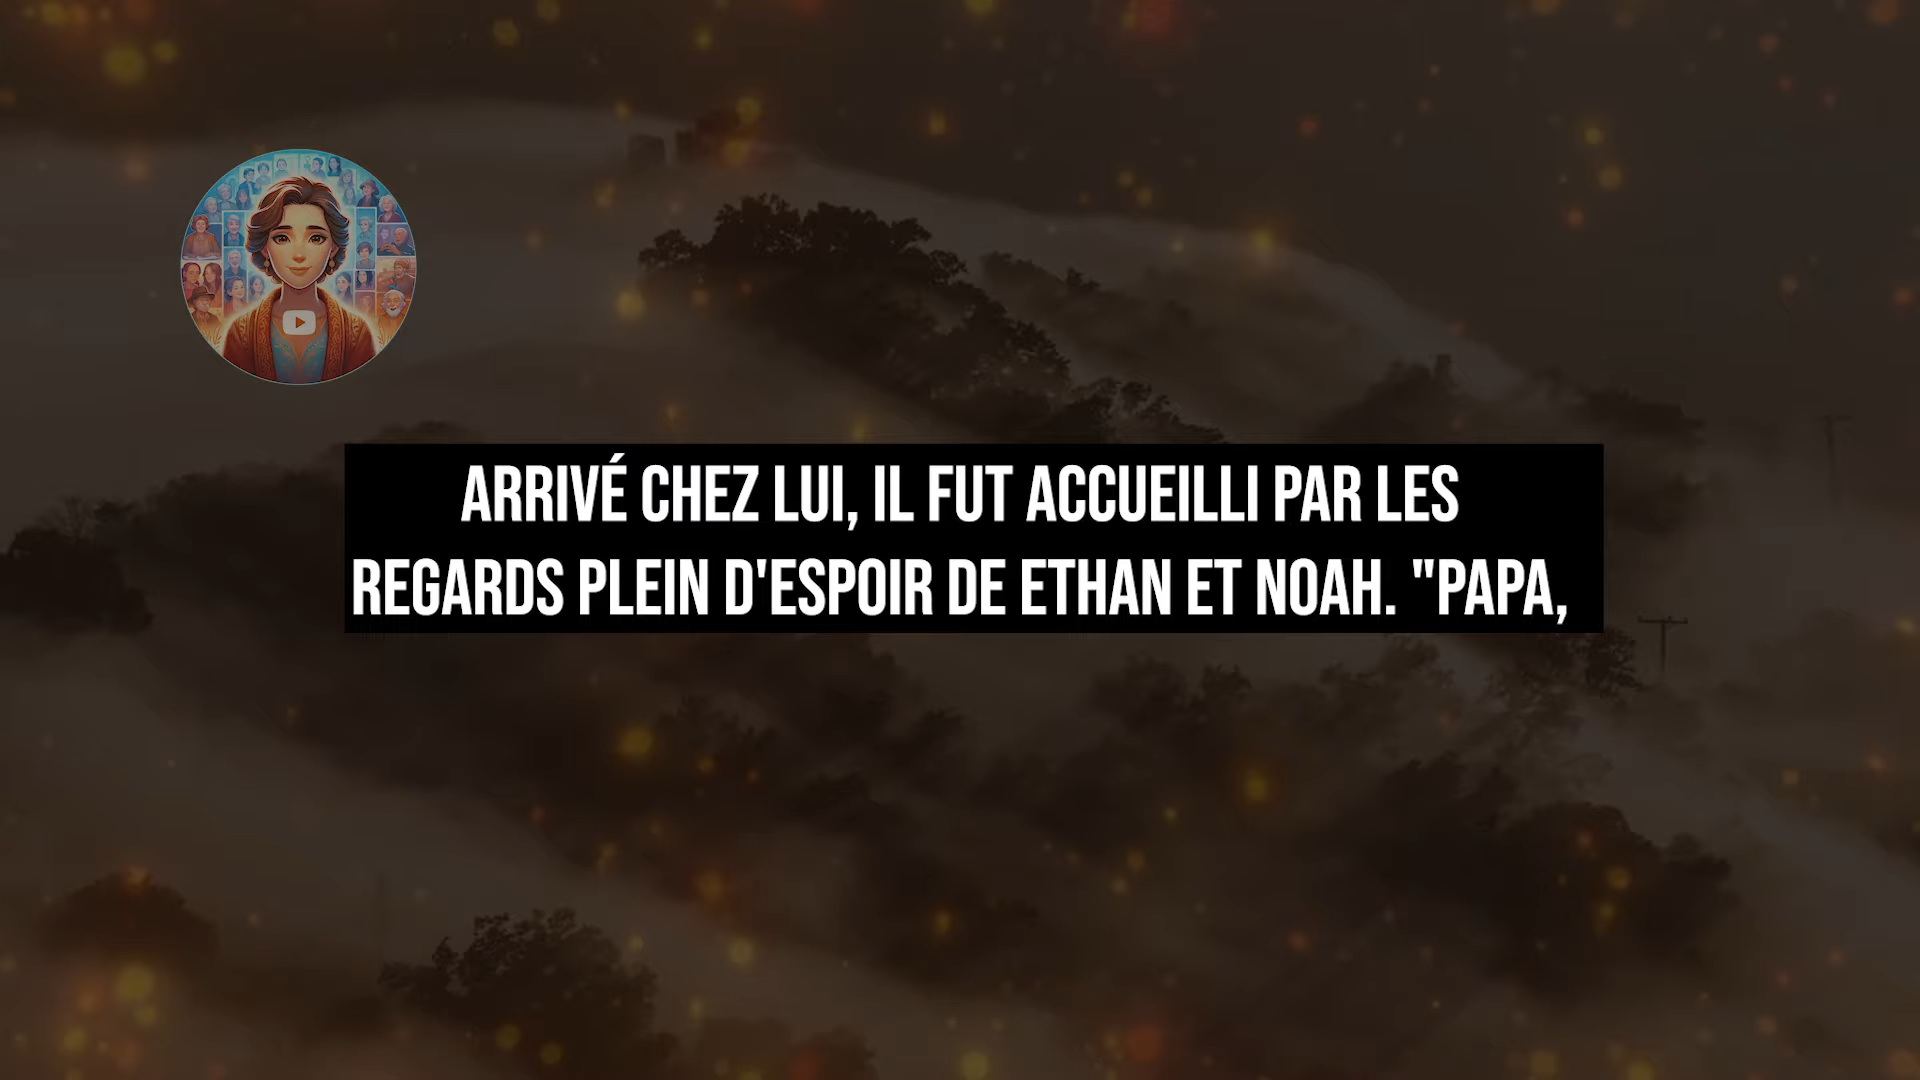 ARRIVÉ CHEZ LUI, IL FUT ACCUEILLI PAR LES
REGARDS PLEIN D'ESPOIR DE ETHAN ET NOAH. "PAPA,